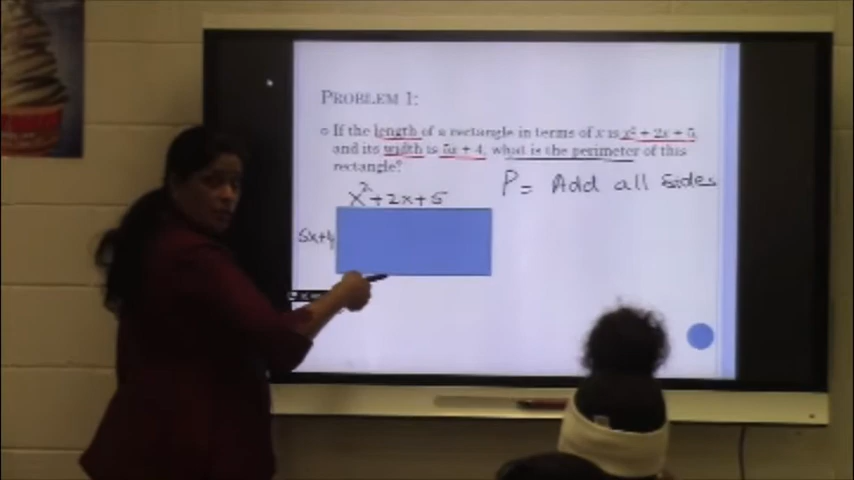 PROBLEM 1:
If the length of a rectangle in terms of x is x² + 2x + 5,
and its width is 5x + 4, what is the perimeter of this
rectangle?
P = Add all Sides
x²+2x+5
5x+4